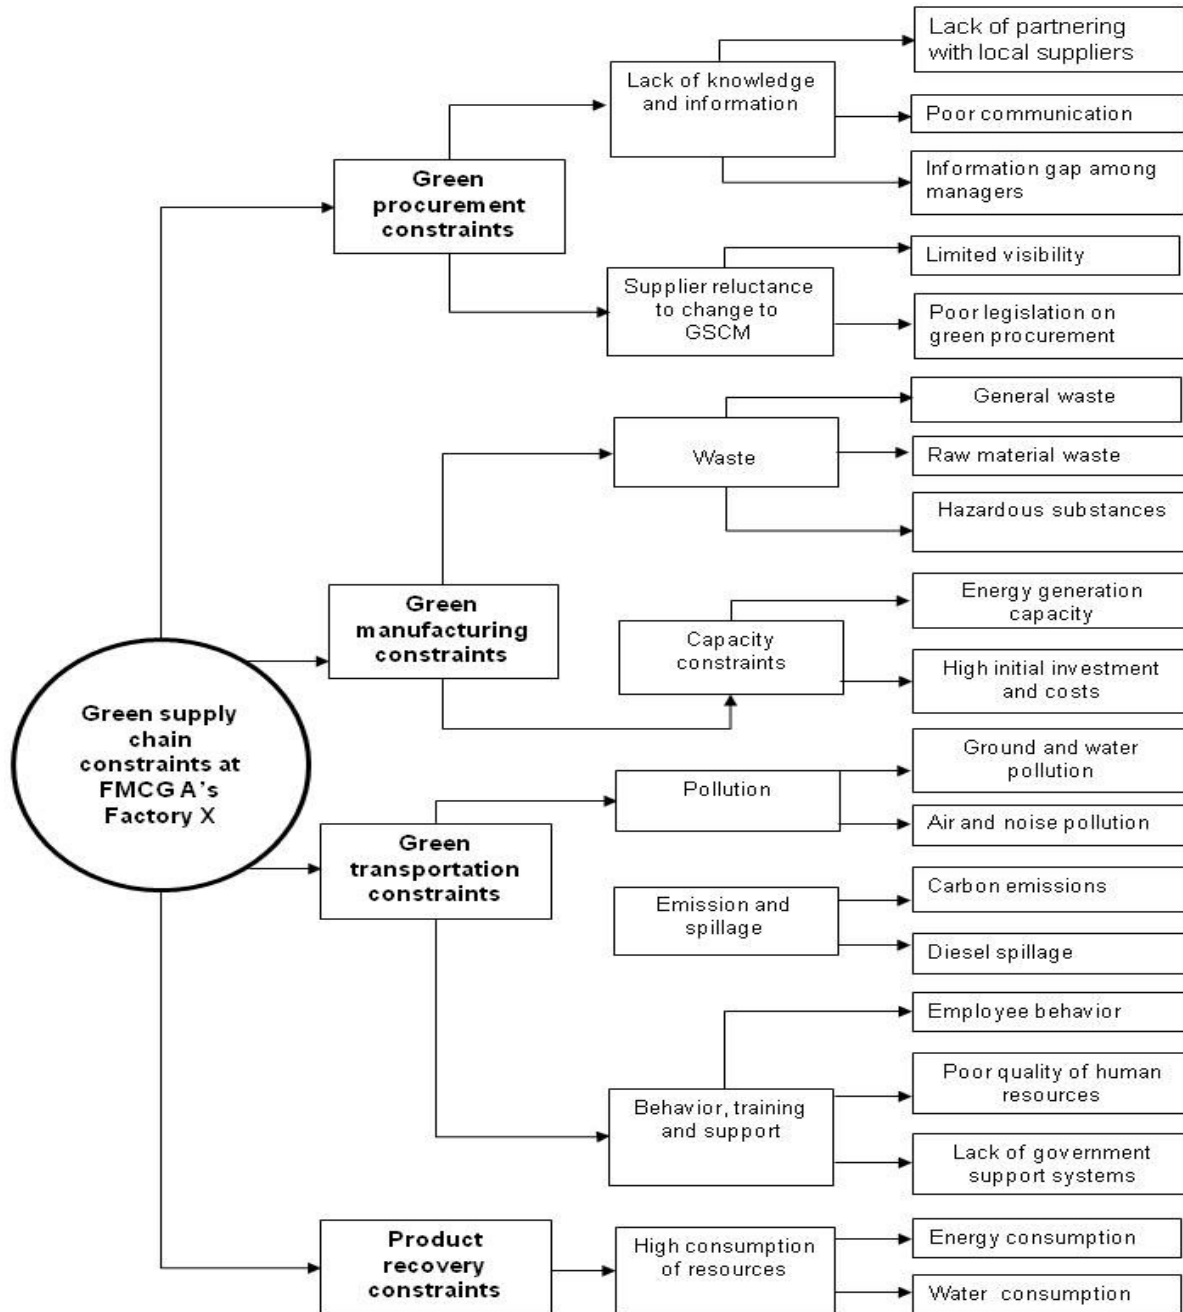 Green supply
chain
constraints at
FMCG A's
Factory X
Green
procurement
constraints
Lack of knowledge
and information
Lack of partnering
with local suppliers
Poor communication
Information gap among
managers
Supplier reluctance
to change to
GSCM
Limited visibility
Poor legislation on
green procurement
Green
manufacturing
constraints
Waste
General waste
Raw material waste
Hazardous substances
Capacity
constraints
Energy generation
capacity
High initial investment
and costs
Green
transportation
constraints
Pollution
Ground and water
pollution
Air and noise pollution
Emission and
spillage
Carbon emissions
Diesel spillage
Behavior, training
and support
Employee behavior
Poor quality of human
resources
Lack of government
support systems
Product
recovery
constraints
High consumption
of resources
Energy consumption
Water consumption